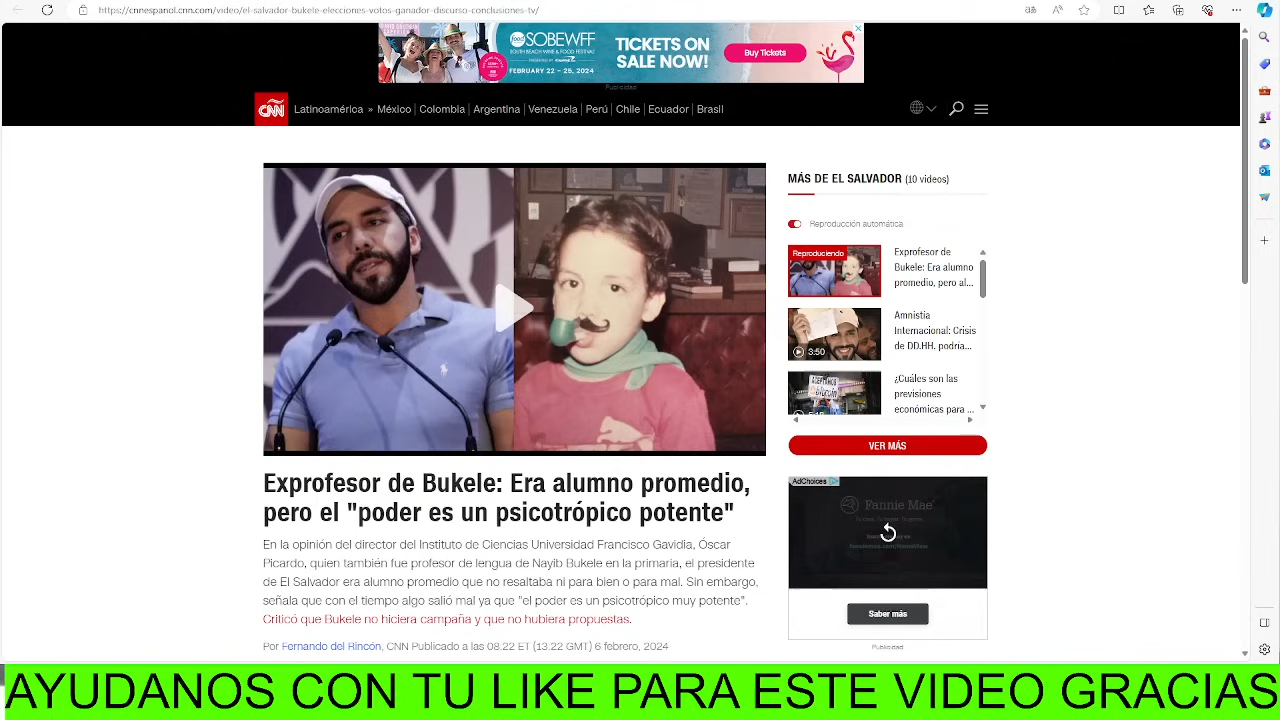 https://cnnespanol.cnn.com/video/el-salvador-bukele-elecciones-votos-ganador-discurso-conclusiones-tv/
SOBEWFF
SOUTH BEACH WINE & FOOD FESTIVAL
FEBRUARY 22 - 25, 2024
TICKETS ON
SALE NOW!
Buy Tickets
Publicidad
CNN Latinoamérica » México | Colombia | Argentina | Venezuela | Perú | Chile | Ecuador | Brasil
MÁS DE EL SALVADOR (10 videos)
Reproducción automática
Reproduciendo
Exprofesor de
Bukele: Era alumno
promedio, pero al...
Amnistía
Internacional: Crisis
de DD.HH. podría...
3:50
¿Cuáles son las
previsiones
económicas para ...
VER MÁS
Exprofesor de Bukele: Era alumno promedio,
pero el "poder es un psicotrópico potente"
En la opinión del director del Instituto de Ciencias Universidad Francisco Gavidia, Óscar
Picardo, quien también fue profesor de lengua de Nayib Bukele en la primaria, el presidente
de El Salvador era alumno promedio que no resaltaba ni para bien o para mal. Sin embargo,
señala que con el tiempo algo salió mal ya que "el poder es un psicotrópico muy potente".
Criticó que Bukele no hiciera campaña y que no hubiera propuestas.
Por Fernando del Rincón, CNN Publicado a las 08:22 ET (13:22 GMT) 6 febrero, 2024
AdChoices
Fannie Mae
Saber más
Publicidad
AYUDANOS CON TU LIKE PARA ESTE VIDEO GRACIAS